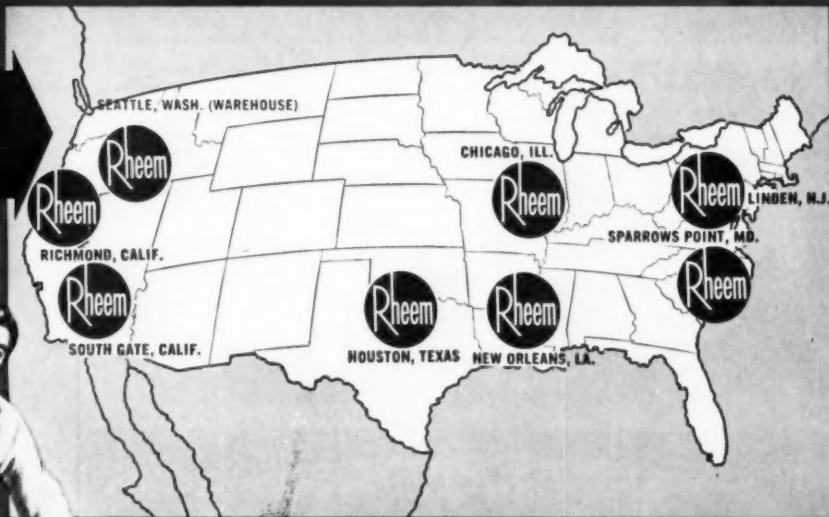 SEATTLE, WASH. (WAREHOUSE)
Rheem
CHICAGO, ILL.
Rheem
Rheem
LINDEN, N.J.
Rheem
RICHMOND, CALIF.
SPARROWS POINT, MD.
Rheem
Rheem
SOUTH GATE, CALIF.
Rheem
HOUSTON, TEXAS
Rheem
NEW ORLEANS, LA.